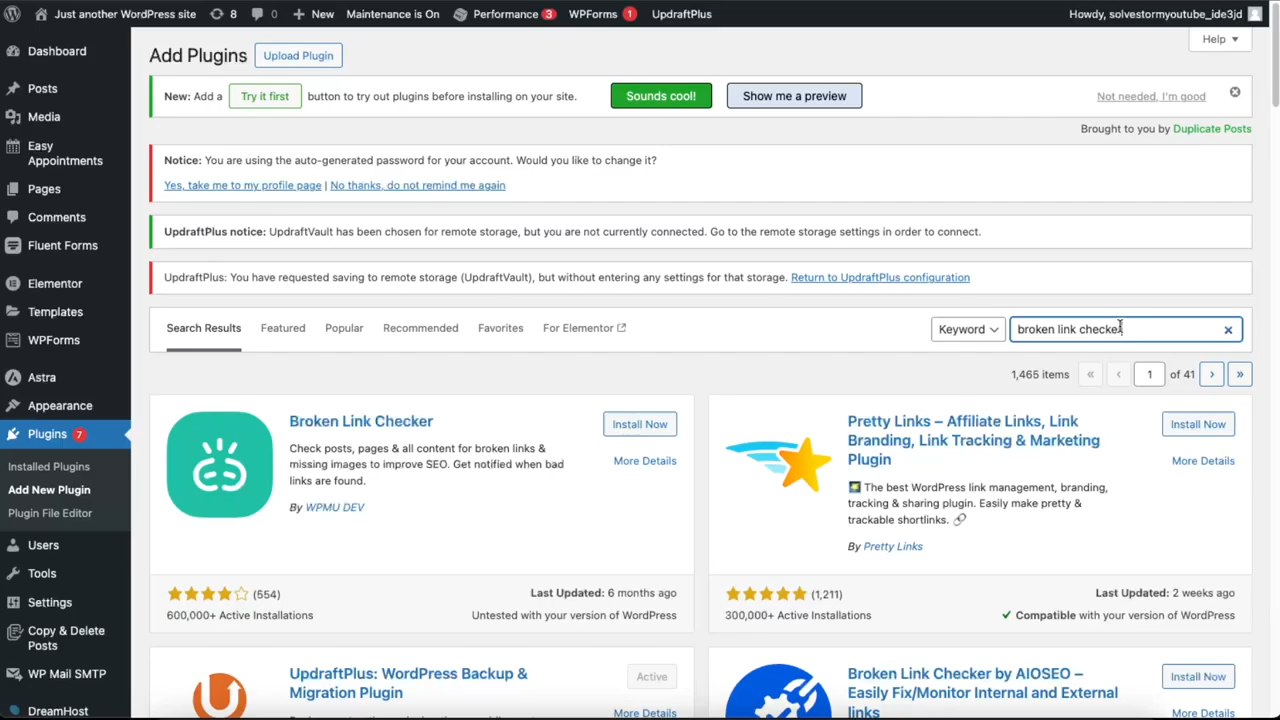 Just another WordPress site 8 0 New Maintenance is On Performance 3 WPForms 1 UpdraftPlus Howdy, solvestormyoutube_ide3jd
Dashboard
Posts
Media
Easy
Appointments
Pages
Comments
Fluent Forms
Elementor
Templates
WPForms
Astra
Appearance
Plugins 7
Installed Plugins
Add New Plugin
Plugin File Editor
Users
Tools
Settings
Copy & Delete
Posts
WP Mail SMTP
DreamHost
Help
Add Plugins Upload Plugin
New: Add a Try it first button to try out plugins before installing on your site. Sounds cool! Show me a preview Not needed, I'm good
Brought to you by Duplicate Posts
Notice: You are using the auto-generated password for your account. Would you like to change it?
Yes, take me to my profile page | No thanks, do not remind me again
UpdraftPlus notice: UpdraftVault has been chosen for remote storage, but you are not currently connected. Go to the remote storage settings in order to connect.
UpdraftPlus: You have requested saving to remote storage (UpdraftVault), but without entering any settings for that storage. Return to UpdraftPlus configuration
Search Results Featured Popular Recommended Favorites For Elementor Keyword broken link checker
1,465 items « ‹ 1 of 41 › »
Broken Link Checker
Install Now
Check posts, pages & all content for broken links &
missing images to improve SEO. Get notified when bad
links are found.
More Details
By WPMU DEV
(554)
Last Updated: 6 months ago
600,000+ Active Installations
Untested with your version of WordPress
Pretty Links – Affiliate Links, Link
Branding, Link Tracking & Marketing
Plugin
Install Now
More Details
The best WordPress link management, branding,
tracking & sharing plugin. Easily make pretty &
trackable shortlinks.
By Pretty Links
(1,211)
Last Updated: 2 weeks ago
300,000+ Active Installations
Compatible with your version of WordPress
UpdraftPlus: WordPress Backup &
Migration Plugin
Active
More Details
Broken Link Checker by AIOSEO –
Easily Fix/Monitor Internal and External
links
Install Now
More Details